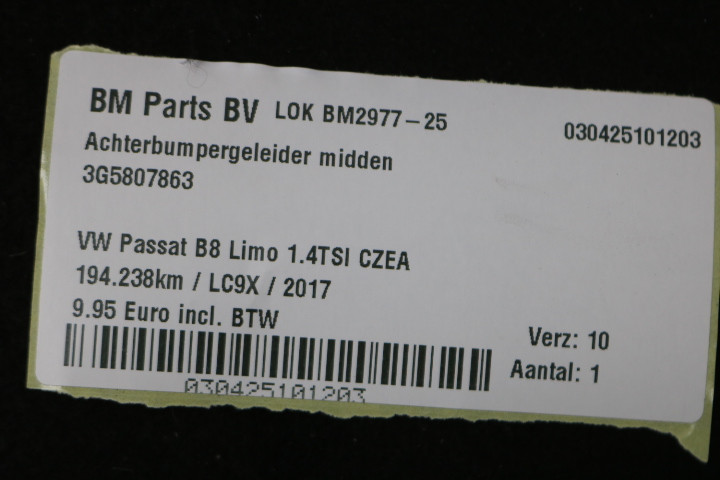 BM Parts BV LOK BM2977-25 030425101203
Achterbumpergeleider midden
3G5807863
VW Passat B8 Limo 1.4TSI CZEA
194.238km / LC9X / 2017
9.95 Euro incl. BTW
Verz: 10
Aantal: 1
030425101203